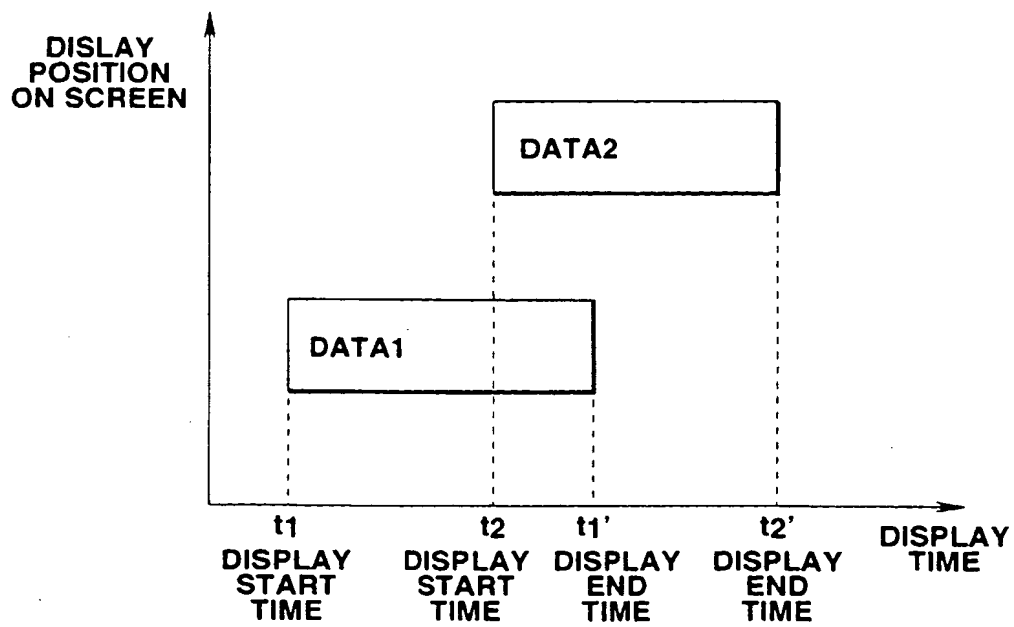 DISLAY
POSITION
ON SCREEN
DATA2
DATA1
t1
DISPLAY
START
TIME
t2
DISPLAY
START
TIME
t1'
DISPLAY
END
TIME
t2'
DISPLAY
END
TIME
DISPLAY
TIME